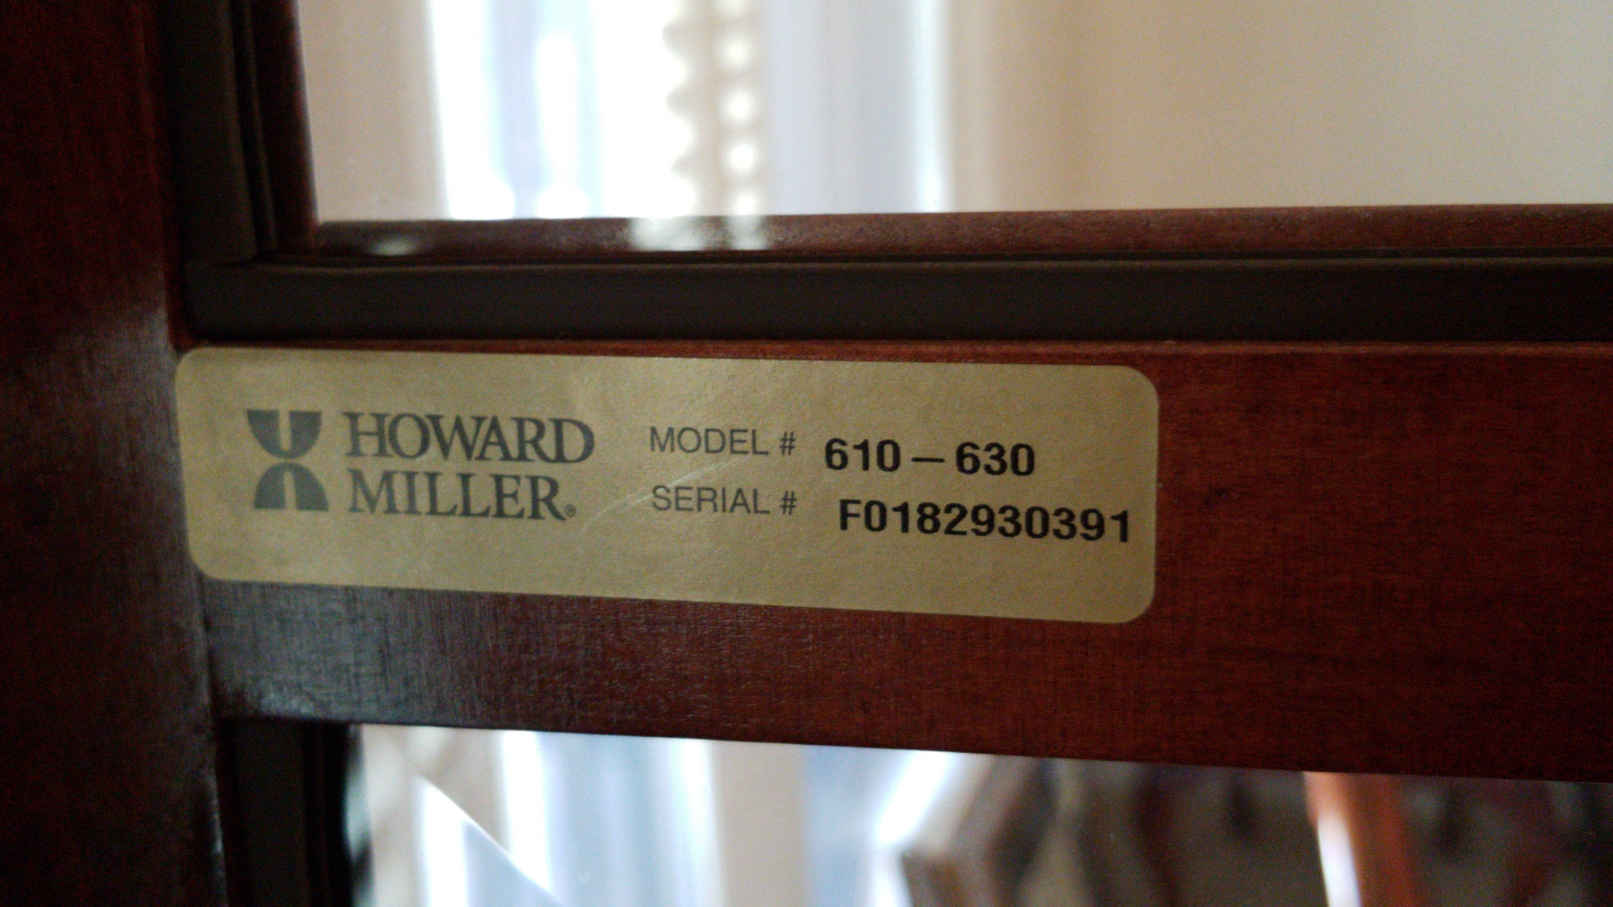 HOWARD
MILLER®
MODEL # 610-630
SERIAL # F0182930391